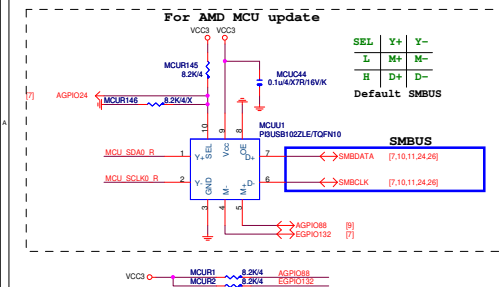 For AMD MCU update
VCC3 VCC3
SEL Y+ Y-
L M+ M-
H D+ D-
Default SMBUS
MCUR145
8.2K/4
MCUC44
0.1u/4/X7R/16V/K
[7] AGPIO24
MCUR146 8.2K/4/X
A
MCUU1
PI3USB102ZLE/TQFN10
10 9 8
SEL Vcc OE
SMBUS
MCU_SDA0_R 1 Y+ D+ 7 SMBDATA [7,10,11,24,26]
MCU_SCLK0_R 2 Y- D- 6 SMBCLK [7,10,11,24,26]
GND M- M+
3 4 5
AGPIO88 [9]
EGPIO132 [7]
VCC3 MCUR1 8.2K/4 AGPIO88
MCUR2 8.2K/4 EGPIO132